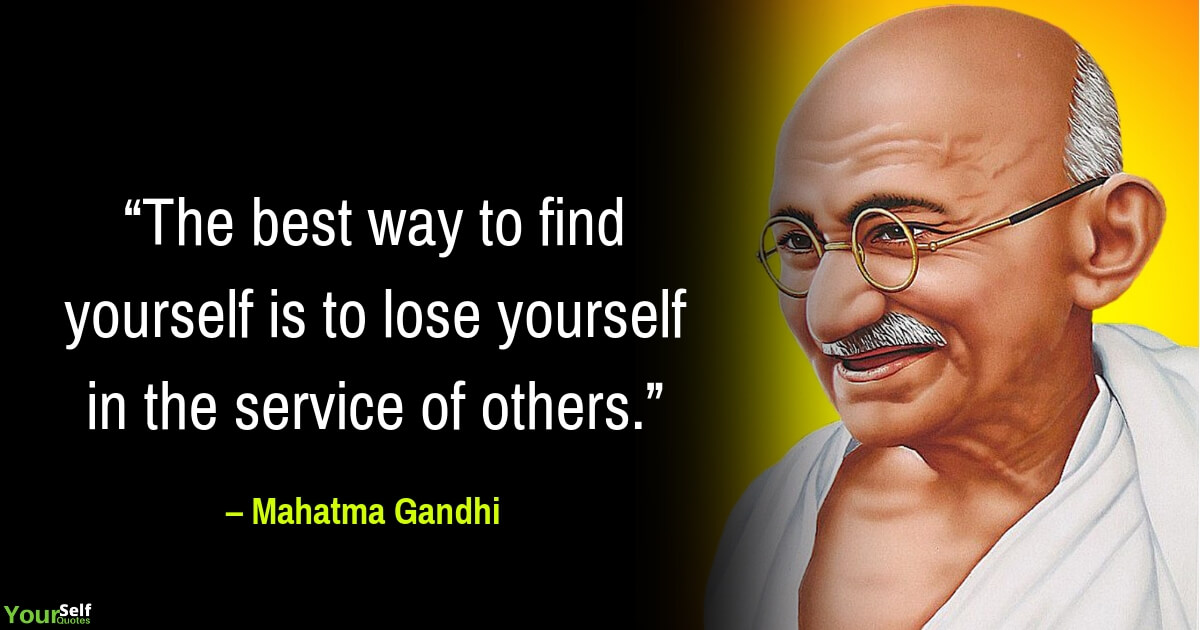 “The best way to find
yourself is to lose yourself
in the service of others.”
– Mahatma Gandhi
YourSelf
Quotes